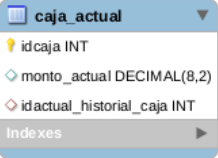 caja_actual
idcaja INT
monto_actual DECIMAL(8,2)
idactual_historial_caja INT
Indexes